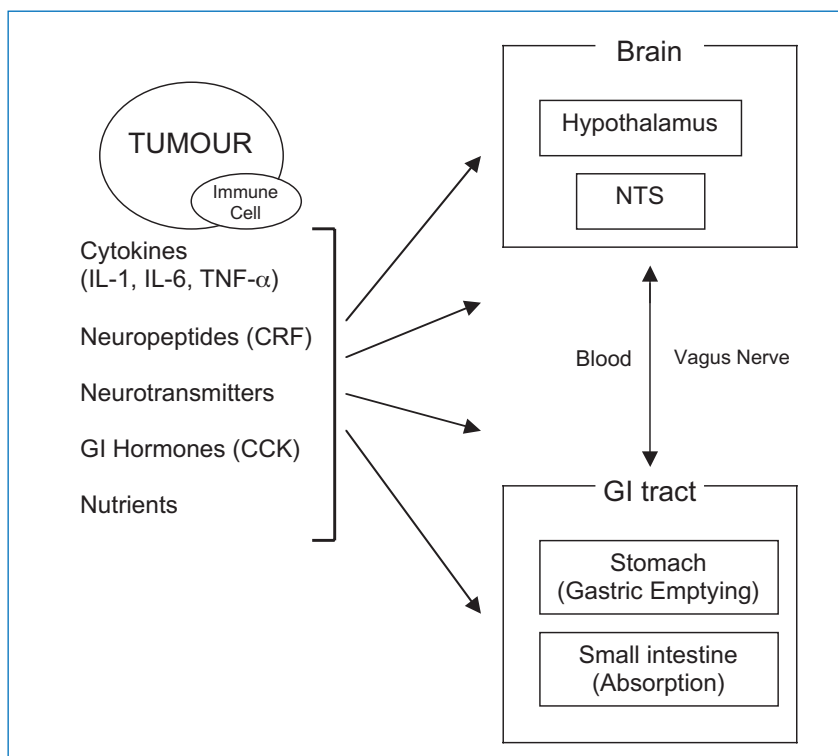 TUMOUR
Immune
Cell
Cytokines
(IL-1, IL-6, TNF-α)
Neuropeptides (CRF)
Neurotransmitters
GI Hormones (CCK)
Nutrients
Brain
Hypothalamus
NTS
Blood
Vagus Nerve
GI tract
Stomach
(Gastric Emptying)
Small intestine
(Absorption)